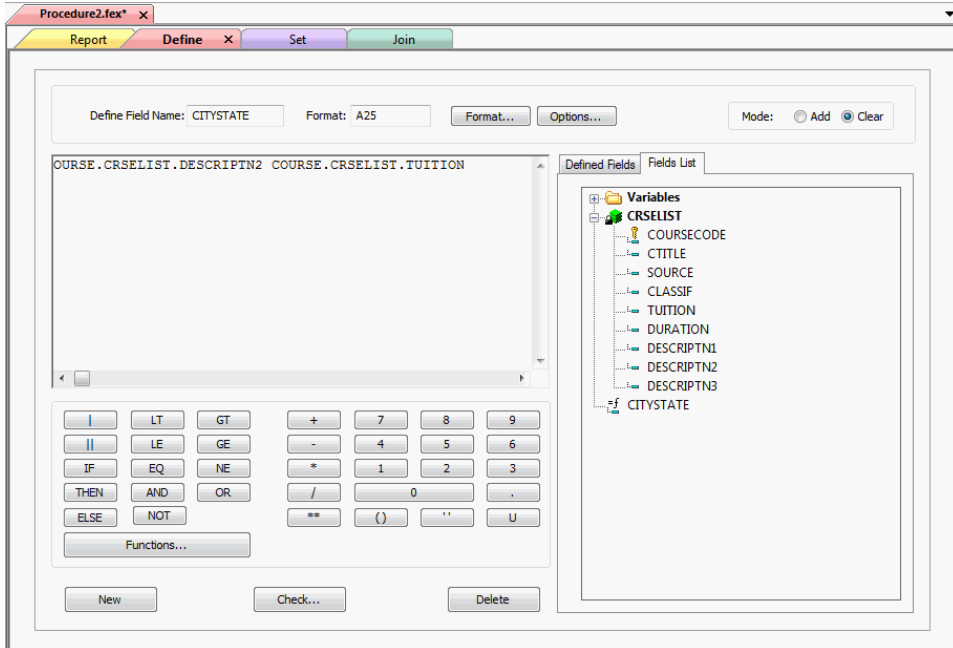 Procedure2.fex* x
Report Define x Set Join
Define Field Name: CITYSTATE Format: A25 Format... Options... Mode: Add Clear
OURSE.CRSELIST.DESCRIPTN2 COURSE.CRSELIST.TUITION
Defined Fields Fields List
Variables
CRSELIST
COURSECODE
CTITLE
SOURCE
CLASSIF
TUITION
DURATION
DESCRIPTN1
DESCRIPTN2
DESCRIPTN3
=f CITYSTATE
| LT GT + 7 8 9
|| LE GE - 4 5 6
IF EQ NE * 1 2 3
THEN AND OR / 0 .
ELSE NOT ** () '' U
Functions...
New Check... Delete